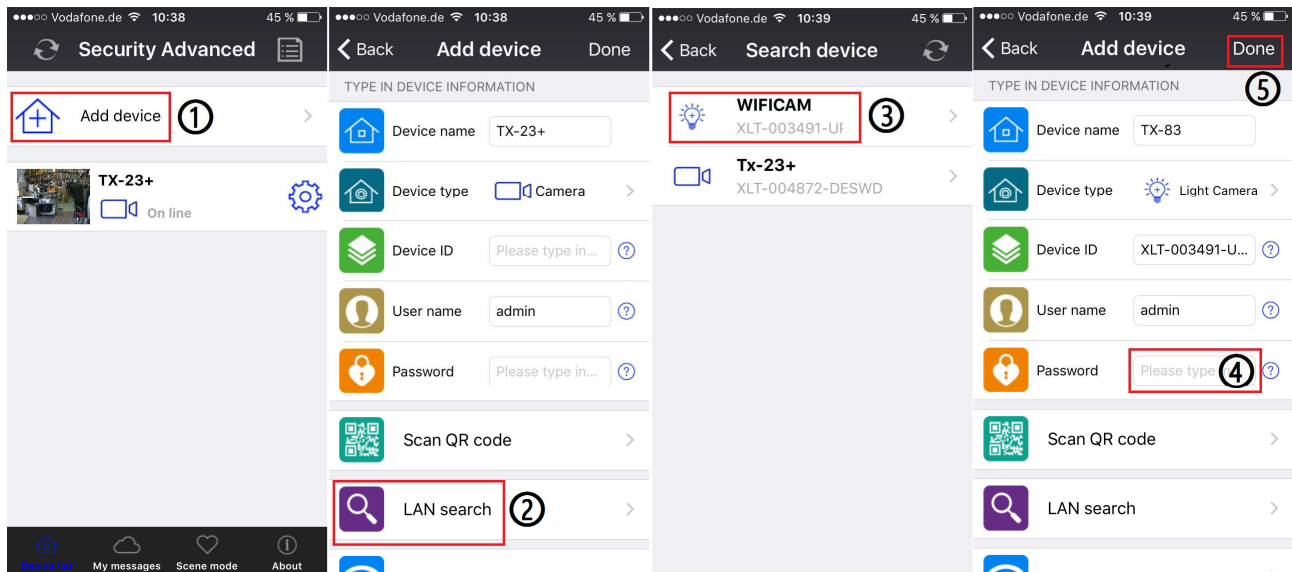 Vodafone.de 10:38 45 %
Security Advanced
Add device
1
TX-23+
On line
Device list
My messages
Scene mode
About
Vodafone.de 10:38 45 %
Back Add device Done
TYPE IN DEVICE INFORMATION
Device name TX-23+
Device type Camera
Device ID Please type in... ?
User name admin ?
Password Please type in... ?
Scan QR code
LAN search 2
Vodafone.de 10:39 45 %
Back Search device
WIFICAM
XLT-003491-UF
3
Tx-23+
XLT-004872-DESWD
Vodafone.de 10:39 45 %
Back Add device Done
5
TYPE IN DEVICE INFORMATION
Device name TX-83
Device type Light Camera
Device ID XLT-003491-U... ?
User name admin ?
Password Please type 4 ?
Scan QR code
LAN search